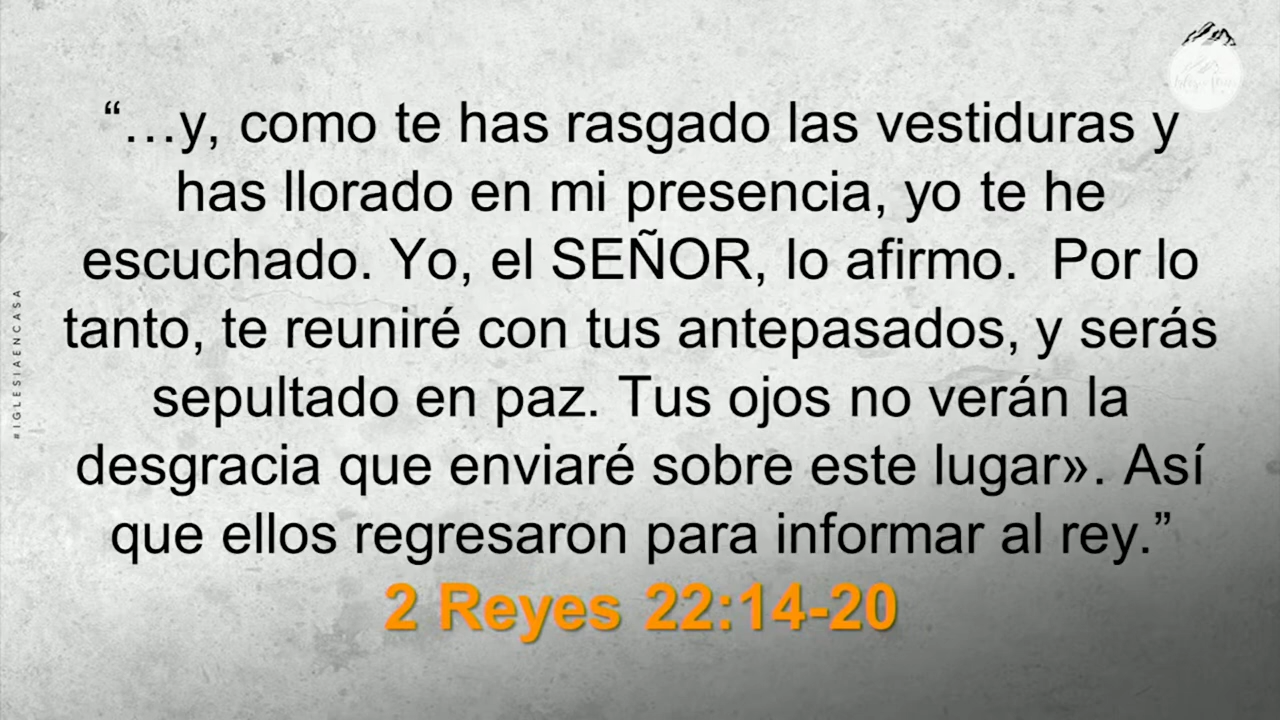 “…y, como te has rasgado las vestiduras y
has llorado en mi presencia, yo te he
escuchado. Yo, el SEÑOR, lo afirmo.  Por lo
tanto, te reuniré con tus antepasados, y serás
sepultado en paz. Tus ojos no verán la
desgracia que enviaré sobre este lugar». Así
que ellos regresaron para informar al rey.”
2 Reyes 22:14-20
#IGLESIAENCASA